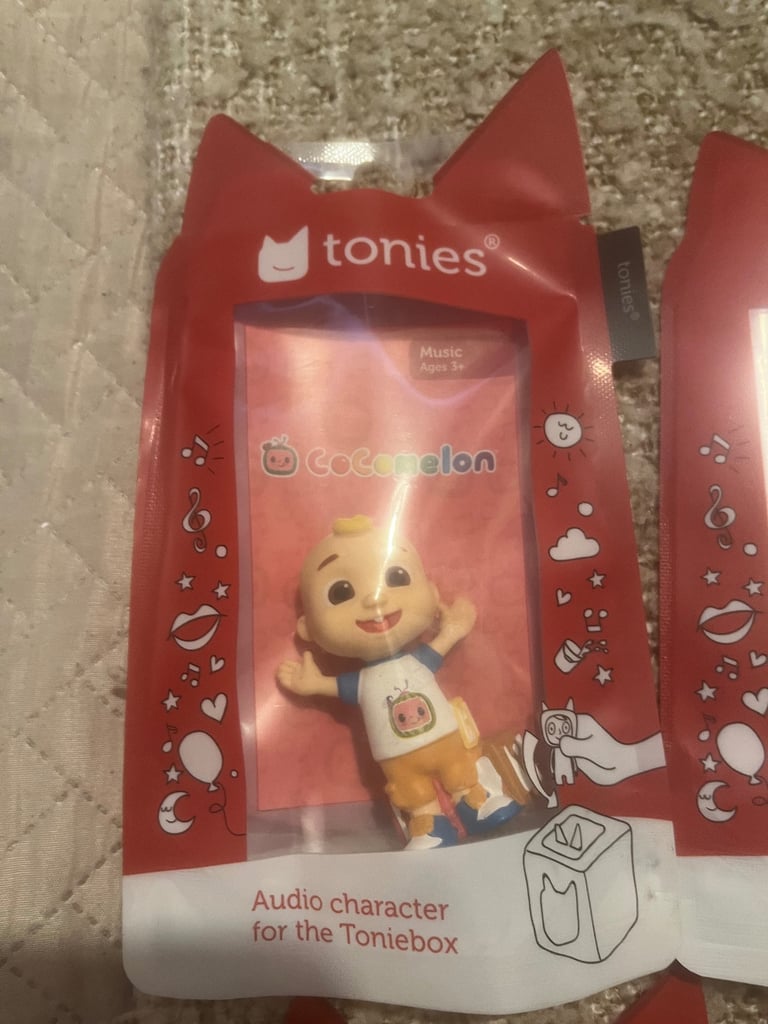 tonies®
tonies®
Music
Ages 3+
CoComelon
Audio character
for the Toniebox